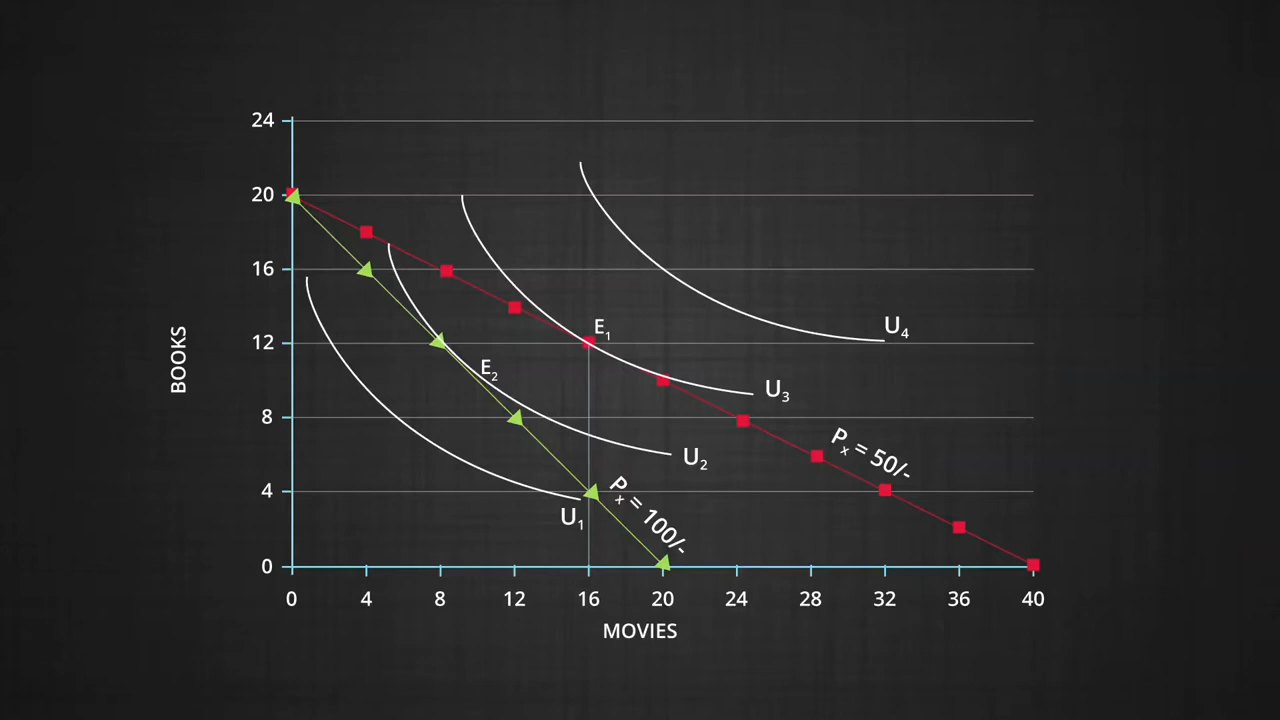 24
20
16
12
8
4
0
BOOKS
E₁
E₂
U₄
U₃
U₂
U₁
Pₓ = 50/-
Pₓ = 100/-
0 4 8 12 16 20 24 28 32 36 40
MOVIES